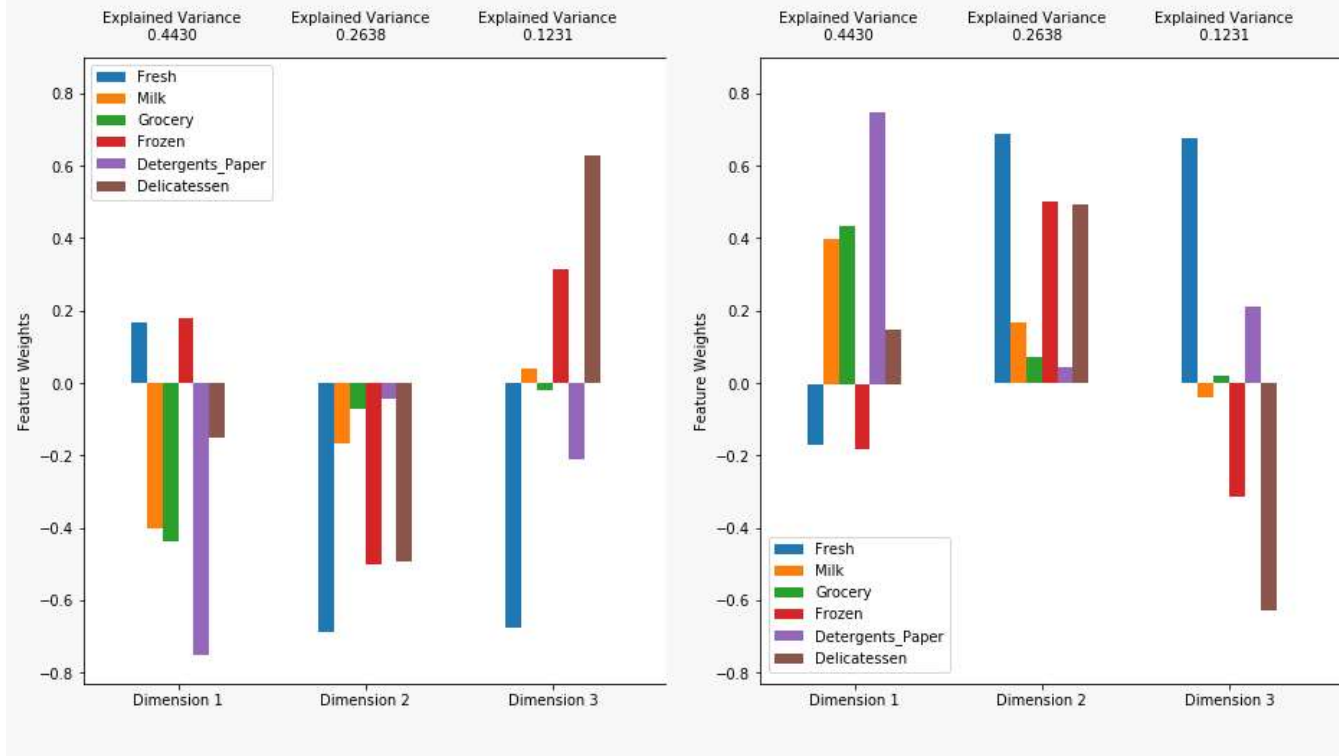 Explained Variance
0.4430
Explained Variance
0.2638
Explained Variance
0.1231
Feature Weights
0.8
0.6
0.4
0.2
0.0
−0.2
−0.4
−0.6
−0.8
Fresh
Milk
Grocery
Frozen
Detergents_Paper
Delicatessen
Dimension 1
Dimension 2
Dimension 3
Explained Variance
0.4430
Explained Variance
0.2638
Explained Variance
0.1231
Feature Weights
0.8
0.6
0.4
0.2
0.0
−0.2
−0.4
−0.6
−0.8
Fresh
Milk
Grocery
Frozen
Detergents_Paper
Delicatessen
Dimension 1
Dimension 2
Dimension 3